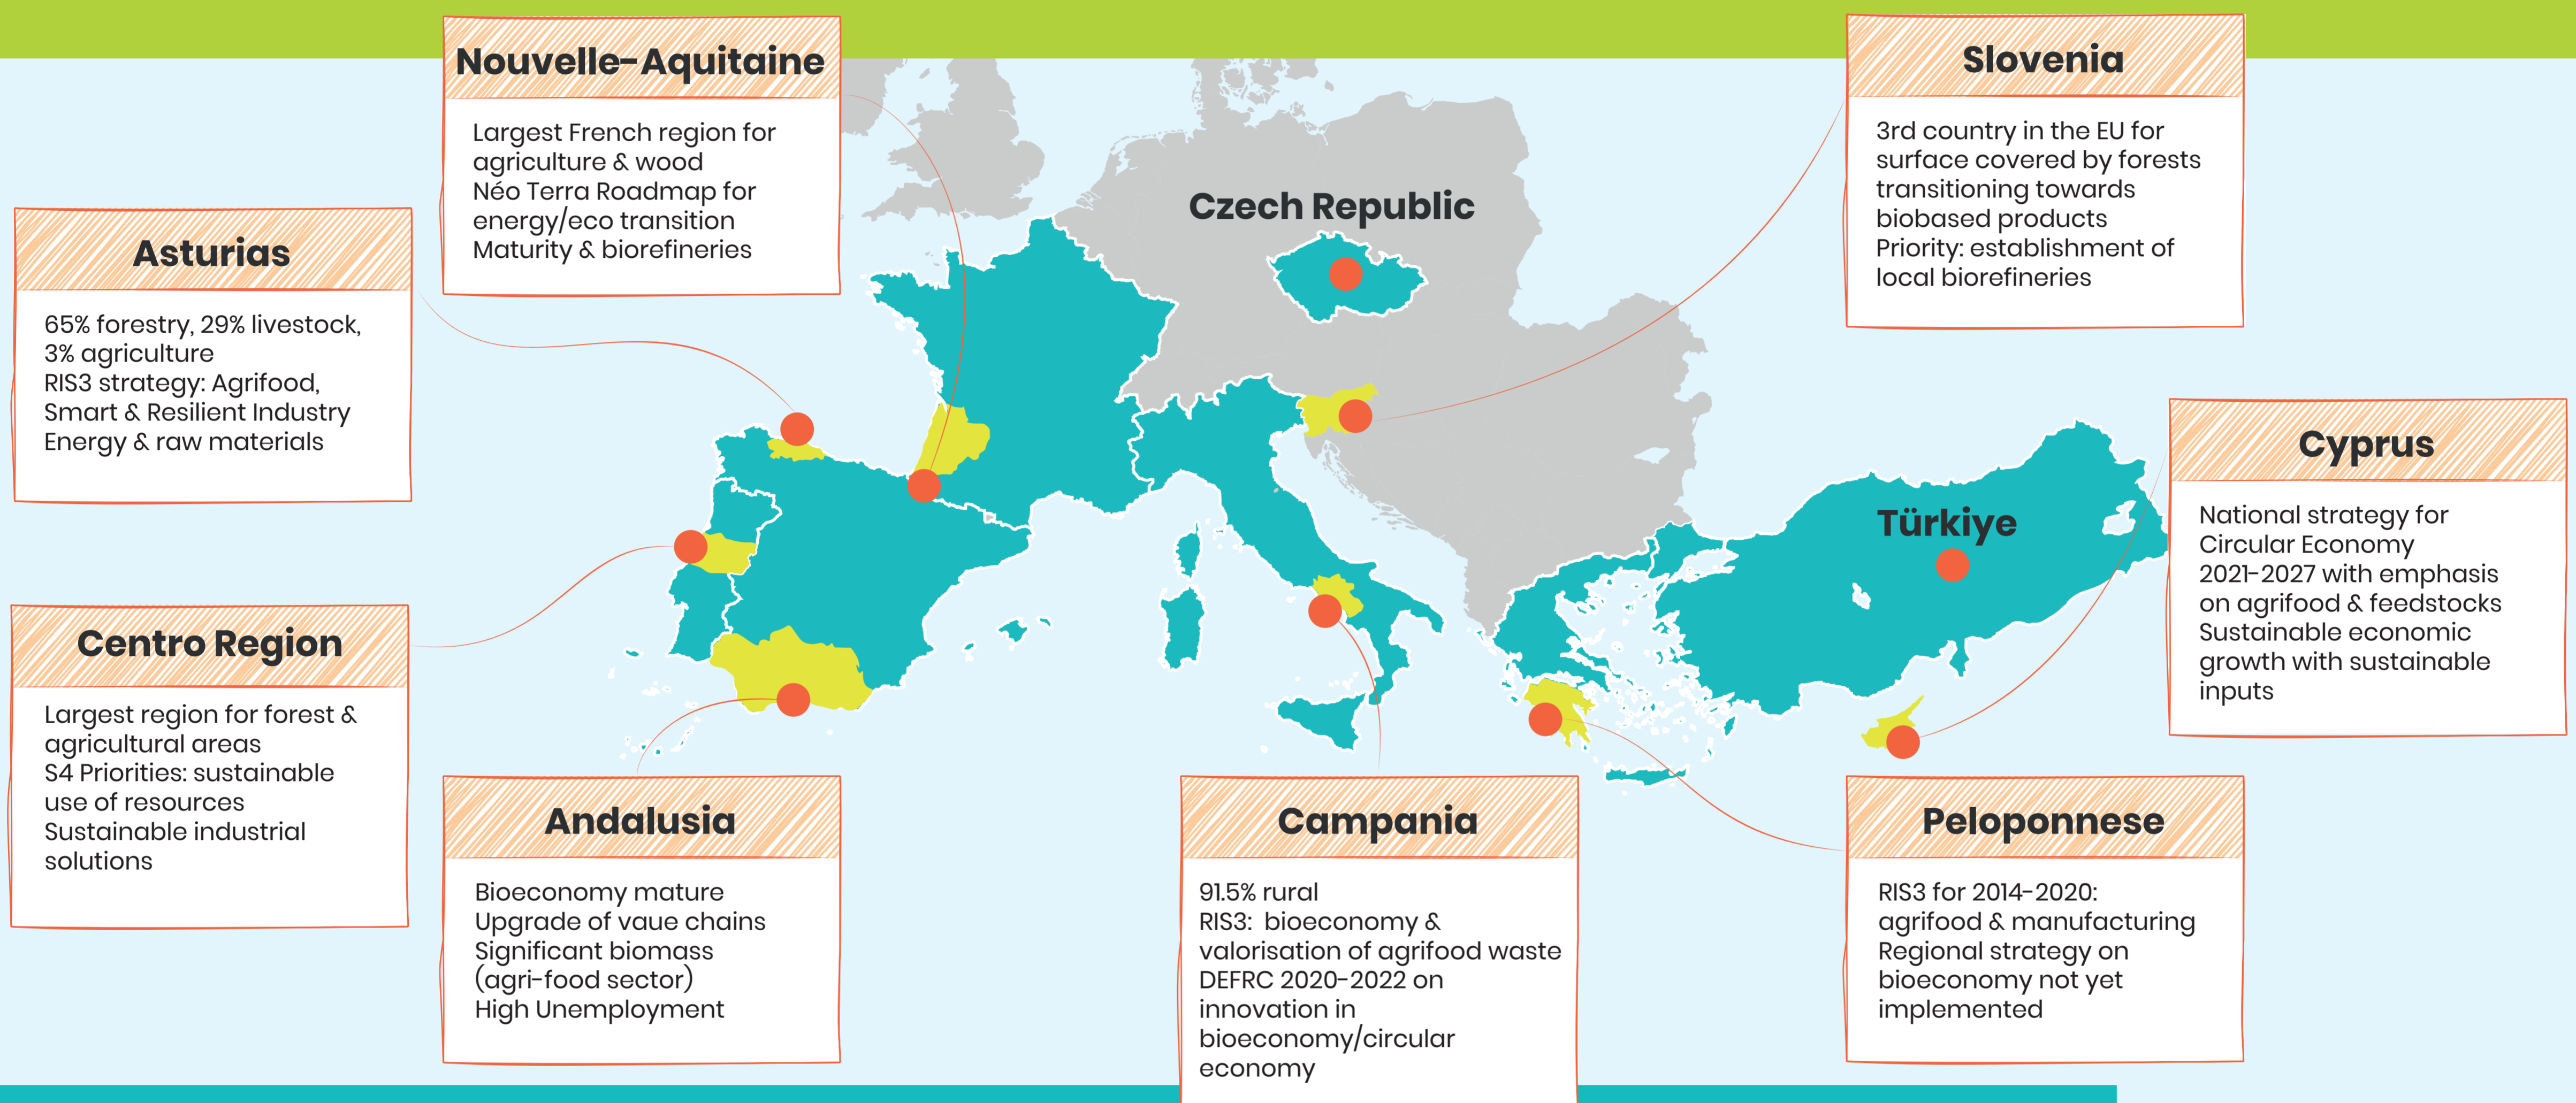 Nouvelle-Aquitaine
Largest French region for
agriculture & wood
Néo Terra Roadmap for
energy/eco transition
Maturity & biorefineries
Slovenia
3rd country in the EU for
surface covered by forests
transitioning towards
biobased products
Priority: establishment of
local biorefineries
Asturias
65% forestry, 29% livestock,
3% agriculture
RIS3 strategy: Agrifood,
Smart & Resilient Industry
Energy & raw materials
Czech Republic
Türkiye
Cyprus
National strategy for
Circular Economy
2021-2027 with emphasis
on agrifood & feedstocks
Sustainable economic
growth with sustainable
inputs
Centro Region
Largest region for forest &
agricultural areas
S4 Priorities: sustainable
use of resources
Sustainable industrial
solutions
Andalusia
Bioeconomy mature
Upgrade of vaue chains
Significant biomass
(agri-food sector)
High Unemployment
Campania
91.5% rural
RIS3: bioeconomy &
valorisation of agrifood waste
DEFRC 2020-2022 on
innovation in
bioeconomy/circular
economy
Peloponnese
RIS3 for 2014-2020:
agrifood & manufacturing
Regional strategy on
bioeconomy not yet
implemented